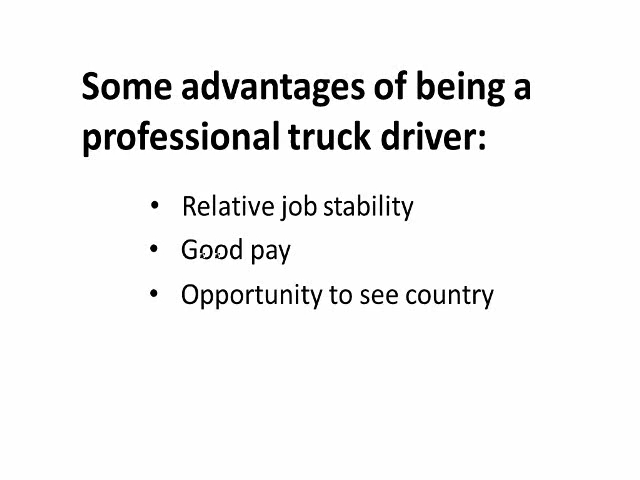 Some advantages of being a
professional truck driver:
• Relative job stability
• Good pay
• Opportunity to see country